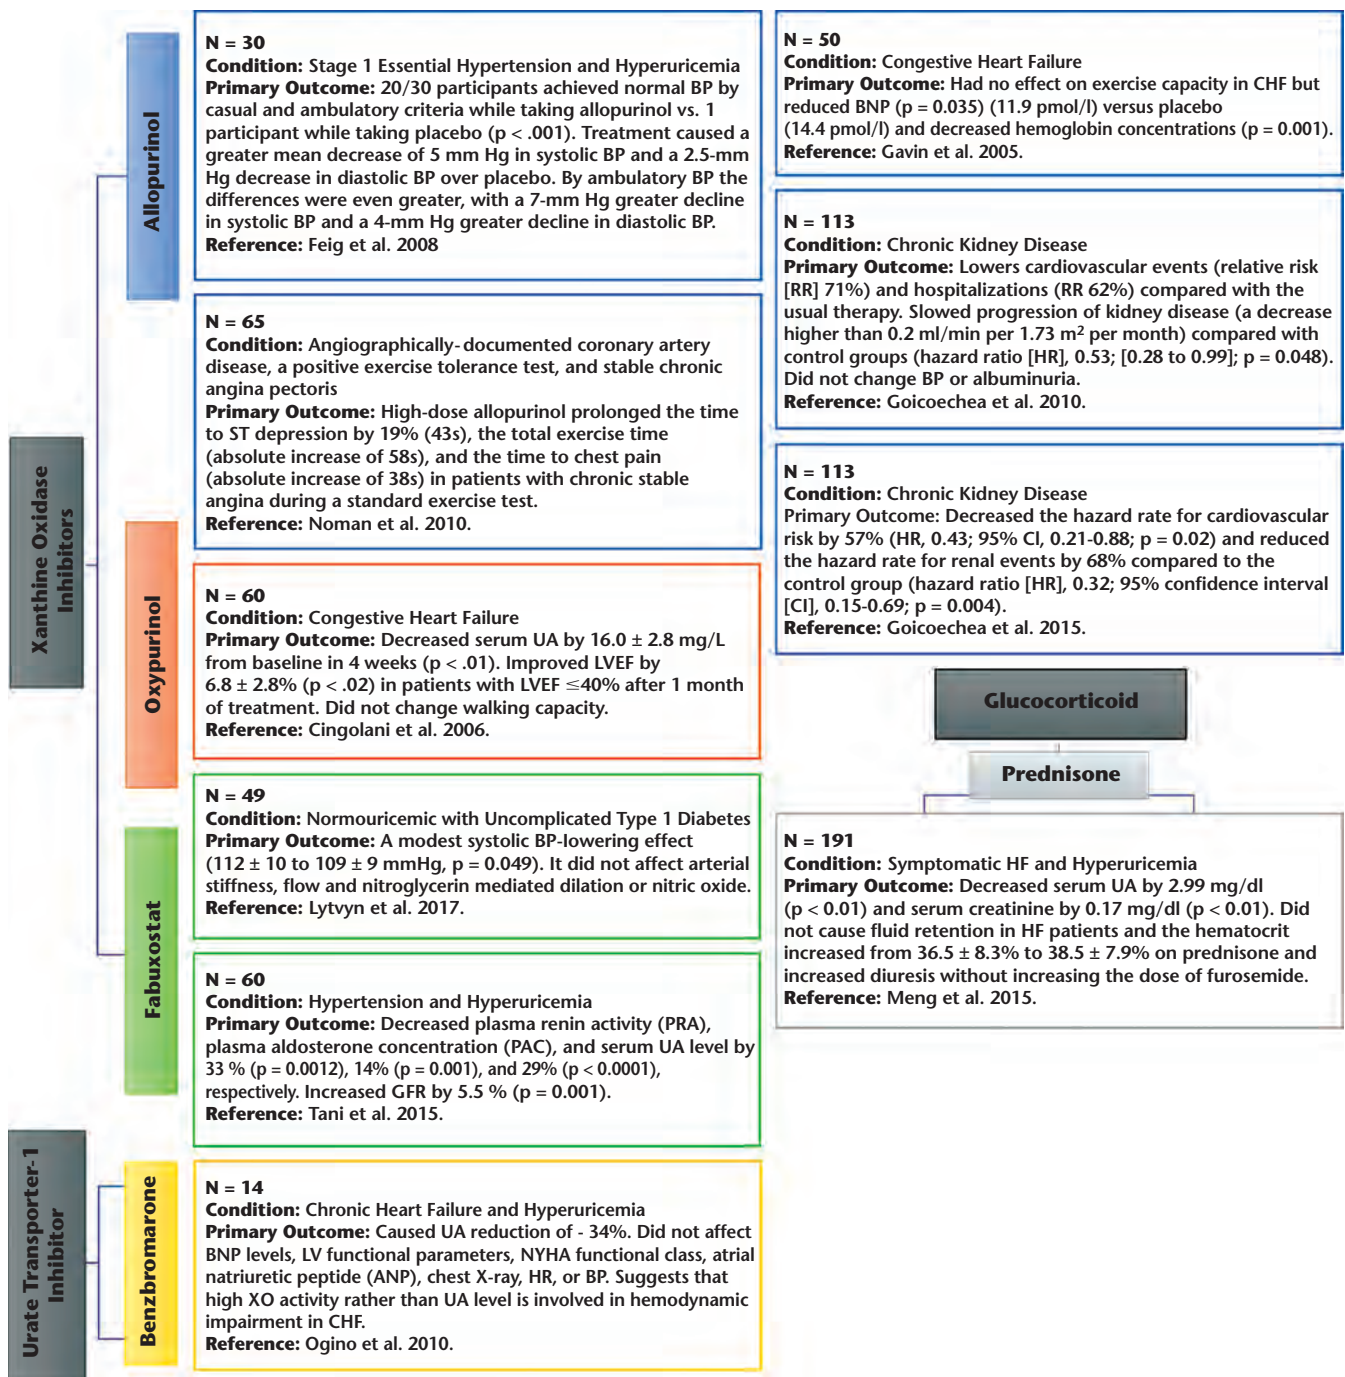 Xanthine Oxidase
Inhibitors
Allopurinol
N = 30
Condition: Stage 1 Essential Hypertension and Hyperuricemia
Primary Outcome: 20/30 participants achieved normal BP by
casual and ambulatory criteria while taking allopurinol vs. 1
participant while taking placebo (p < .001). Treatment caused a
greater mean decrease of 5 mm Hg in systolic BP and a 2.5-mm
Hg decrease in diastolic BP over placebo. By ambulatory BP the
differences were even greater, with a 7-mm Hg greater decline
in systolic BP and a 4-mm Hg greater decline in diastolic BP.
Reference: Feig et al. 2008
N = 65
Condition: Angiographically-documented coronary artery
disease, a positive exercise tolerance test, and stable chronic
angina pectoris
Primary Outcome: High-dose allopurinol prolonged the time
to ST depression by 19% (43s), the total exercise time
(absolute increase of 58s), and the time to chest pain
(absolute increase of 38s) in patients with chronic stable
angina during a standard exercise test.
Reference: Noman et al. 2010.
N = 50
Condition: Congestive Heart Failure
Primary Outcome: Had no effect on exercise capacity in CHF but
reduced BNP (p = 0.035) (11.9 pmol/l) versus placebo
(14.4 pmol/l) and decreased hemoglobin concentrations (p = 0.001).
Reference: Gavin et al. 2005.
N = 113
Condition: Chronic Kidney Disease
Primary Outcome: Lowers cardiovascular events (relative risk
[RR] 71%) and hospitalizations (RR 62%) compared with the
usual therapy. Slowed progression of kidney disease (a decrease
higher than 0.2 ml/min per 1.73 m² per month) compared with
control groups (hazard ratio [HR], 0.53; [0.28 to 0.99]; p = 0.048).
Did not change BP or albuminuria.
Reference: Goicoechea et al. 2010.
N = 113
Condition: Chronic Kidney Disease
Primary Outcome: Decreased the hazard rate for cardiovascular
risk by 57% (HR, 0.43; 95% CI, 0.21-0.88; p = 0.02) and reduced
the hazard rate for renal events by 68% compared to the
control group (hazard ratio [HR], 0.32; 95% confidence interval
[CI], 0.15-0.69; p = 0.004).
Reference: Goicoechea et al. 2015.
Oxypurinol
N = 60
Condition: Congestive Heart Failure
Primary Outcome: Decreased serum UA by 16.0 ± 2.8 mg/L
from baseline in 4 weeks (p < .01). Improved LVEF by
6.8 ± 2.8% (p < .02) in patients with LVEF ≤40% after 1 month
of treatment. Did not change walking capacity.
Reference: Cingolani et al. 2006.
Fabuxostat
N = 49
Condition: Normouricemic with Uncomplicated Type 1 Diabetes
Primary Outcome: A modest systolic BP-lowering effect
(112 ± 10 to 109 ± 9 mmHg, p = 0.049). It did not affect arterial
stiffness, flow and nitroglycerin mediated dilation or nitric oxide.
Reference: Lytvyn et al. 2017.
N = 60
Condition: Hypertension and Hyperuricemia
Primary Outcome: Decreased plasma renin activity (PRA),
plasma aldosterone concentration (PAC), and serum UA level by
33 % (p = 0.0012), 14% (p = 0.001), and 29% (p < 0.0001),
respectively. Increased GFR by 5.5 % (p = 0.001).
Reference: Tani et al. 2015.
Urate Transporter-1
Inhibitor
Benzbromarone
N = 14
Condition: Chronic Heart Failure and Hyperuricemia
Primary Outcome: Caused UA reduction of - 34%. Did not affect
BNP levels, LV functional parameters, NYHA functional class, atrial
natriuretic peptide (ANP), chest X-ray, HR, or BP. Suggests that
high XO activity rather than UA level is involved in hemodynamic
impairment in CHF.
Reference: Ogino et al. 2010.
Glucocorticoid
Prednisone
N = 191
Condition: Symptomatic HF and Hyperuricemia
Primary Outcome: Decreased serum UA by 2.99 mg/dl
(p < 0.01) and serum creatinine by 0.17 mg/dl (p < 0.01). Did
not cause fluid retention in HF patients and the hematocrit
increased from 36.5 ± 8.3% to 38.5 ± 7.9% on prednisone and
increased diuresis without increasing the dose of furosemide.
Reference: Meng et al. 2015.